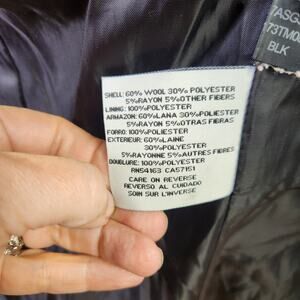 SHELL: 60% WOOL 30% POLYESTER
5%RAYON 5%OTHER FIBERS
LINING: 100%POLYESTER
ARMAZON: 60%LANA 30%POLIESTER
5%RAYON 5%OTRAS FIBRAS
FORRO: 100%POLIESTER
EXTERIEUR: 60%LAINE
30%POLYESTER
5%RAYONNE 5%AUTRES FIBRES
DOUBLURE: 100%POLYESTER
RN54163 CA57151
CARE ON REVERSE
REVERSO AL CUIDADO
SOIN SUR L'INVERSE
BLK